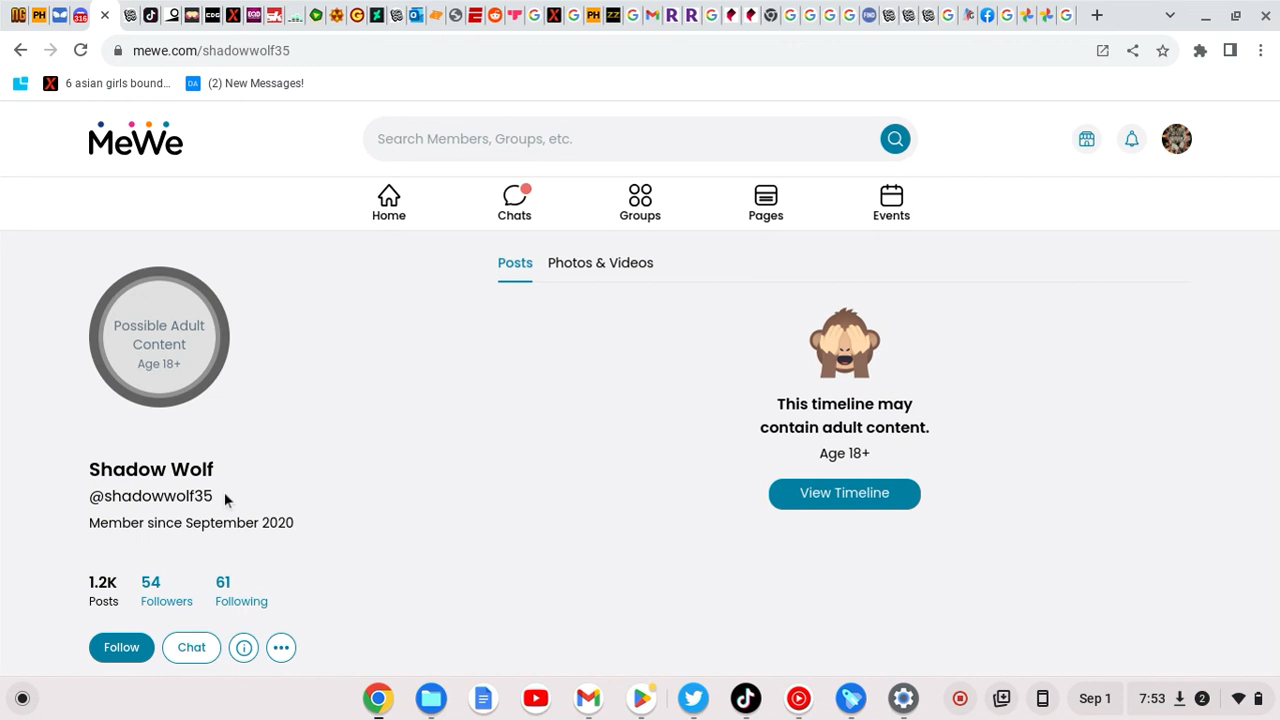 mewe.com/shadowwolf35
6 asian girls bound...
(2) New Messages!
MeWe
Search Members, Groups, etc.
Home
Chats
Groups
Pages
Events
Possible Adult
Content
Age 18+
Shadow Wolf
@shadowwolf35
Member since September 2020
1.2K
Posts
54
Followers
61
Following
Follow
Chat
Posts
Photos & Videos
This timeline may
contain adult content.
Age 18+
View Timeline
Sep 1
7:53
2